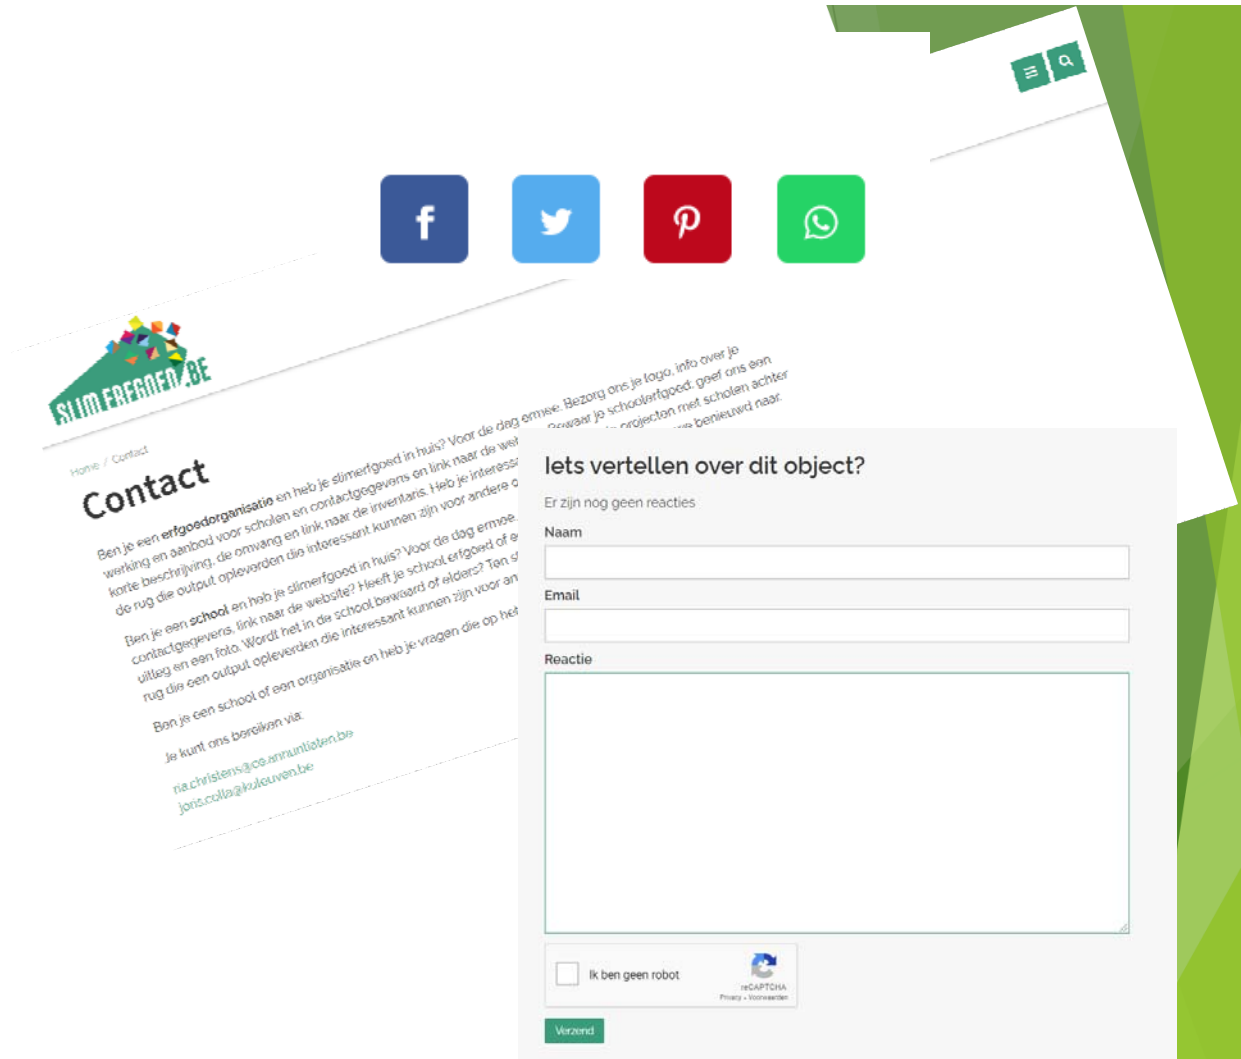 SLIM ERFGOED.BE
Home / Contact
Contact
Ben je een erfgoedorganisatie en heb je slimerfgoed in huis? Voor de dag ermee. Bezorg ons je logo, info over je
werking en aanbod voor scholen en contactgegevens en link naar de Bewaar je schoolerfgoed, geef ons een
korte beschrijving, de omvang en link naar de inventaris. Heb je projecten met scholen achter
de rug die output opleverden die interessant kunnen zijn voor andere benieuwd naar.
Ben je een school en heb je slimerfgoed in huis? Voor de dag ermee.
contactgegevens, link naar de website? Heeft je school erfgoed of
uitleg en een foto. Wordt het in de school bewaard of elders? Ten
rug die een output opleverden die interessant kunnen zijn voor
Ben je een school of een organisatie en heb je vragen die op
Je kunt ons bereiken via:
ria.christens@co.annuntiaten.be
joris.colla@kuleuven.be
Iets vertellen over dit object?
Er zijn nog geen reacties
Naam
Email
Reactie
Ik ben geen robot
reCAPTCHA
Privacy - Voorwaarden
Verzend